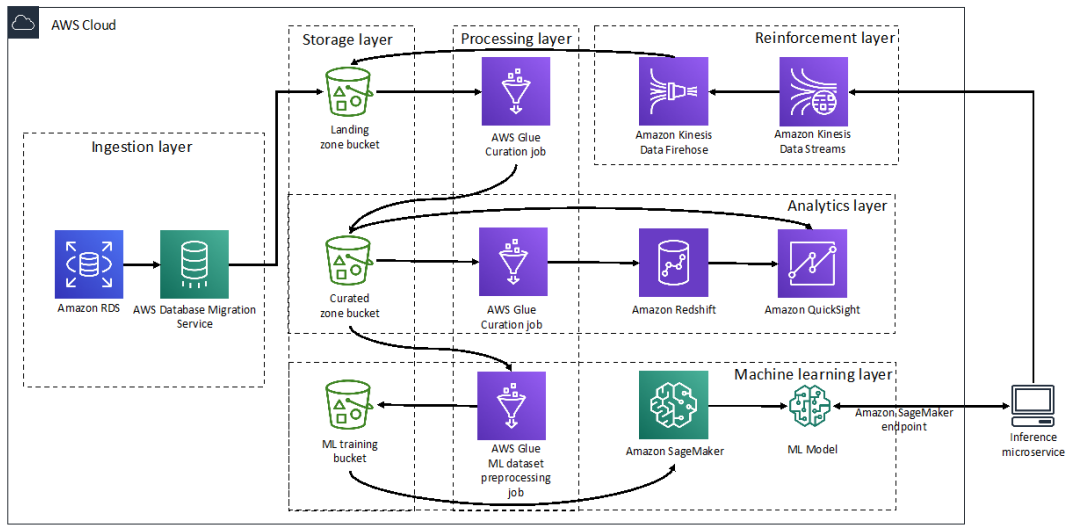 AWS Cloud
Storage layer
Processing layer
Reinforcement layer
Landing
zone bucket
AWS Glue
Curation job
Amazon Kinesis
Data Firehose
Amazon Kinesis
Data Streams
Ingestion layer
Amazon RDS
AWS Database Migration
Service
Analytics layer
Curated
zone bucket
AWS Glue
Curation job
Amazon Redshift
Amazon QuickSight
Machine learning layer
ML training
bucket
AWS Glue
ML dataset
preprocessing
job
Amazon SageMaker
ML Model
Amazon SageMaker
endpoint
Inference
microservice